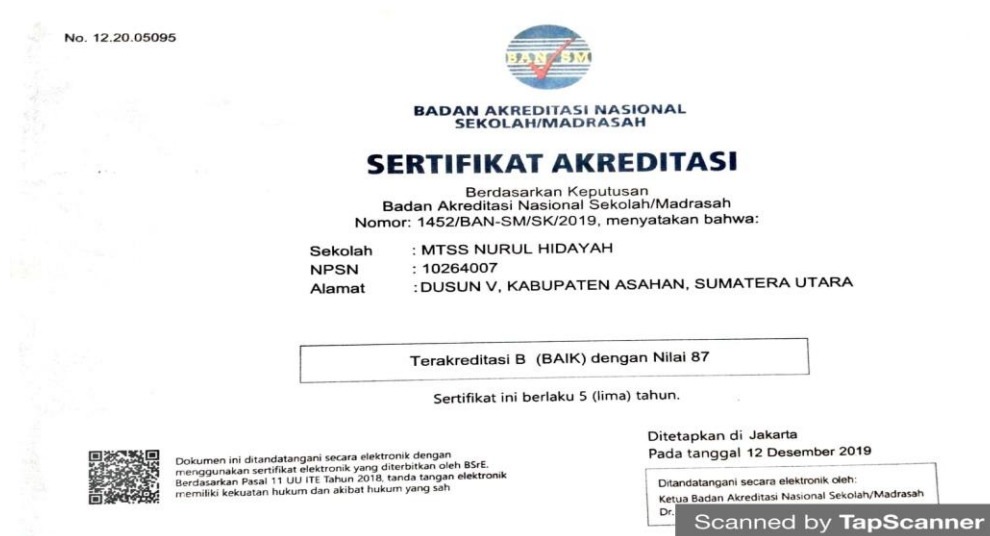 No. 12.20.05095
BAN SM
BADAN AKREDITASI NASIONAL
SEKOLAH/MADRASAH
SERTIFIKAT AKREDITASI
Berdasarkan Keputusan
Badan Akreditasi Nasional Sekolah/Madrasah
Nomor: 1452/BAN-SM/SK/2019, menyatakan bahwa:
Sekolah : MTSS NURUL HIDAYAH
NPSN : 10264007
Alamat : DUSUN V, KABUPATEN ASAHAN, SUMATERA UTARA
Terakreditasi B (BAIK) dengan Nilai 87
Sertifikat ini berlaku 5 (lima) tahun.
Dokumen ini ditandatangani secara elektronik dengan
menggunakan sertifikat elektronik yang diterbitkan oleh BSrE.
Berdasarkan Pasal 11 UU ITE Tahun 2018, tanda tangan elektronik
memiliki kekuatan hukum dan akibat hukum yang sah
Ditetapkan di Jakarta
Pada tanggal 12 Desember 2019
Ditandatangani secara elektronik oleh:
Ketua Badan Akreditasi Nasional Sekolah/Madrasah
Dr.
Scanned by TapScanner